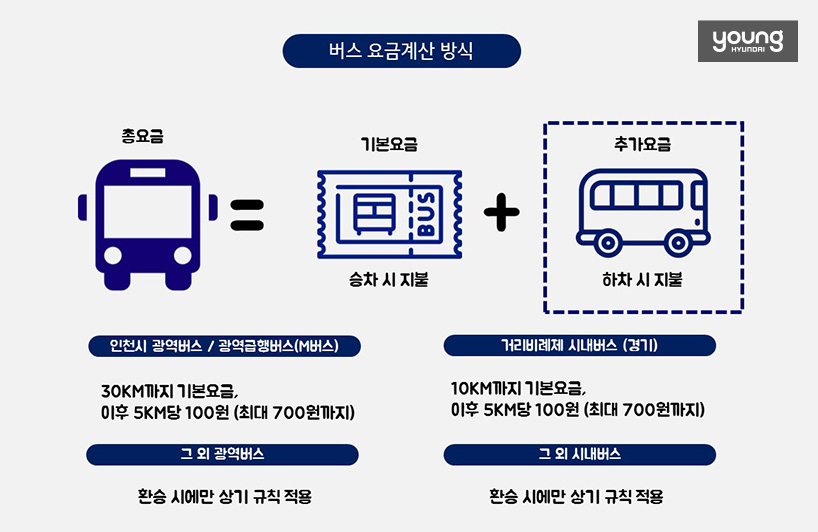 버스 요금계산 방식
young
HYUNDAI
총요금
기본요금
추가요금
BUS
승차 시 지불
하차 시 지불
인천시 광역버스 / 광역급행버스(M버스)
30KM까지 기본요금,
이후 5KM당 100원 (최대 700원까지)
거리비례제 시내버스 (경기)
10KM까지 기본요금,
이후 5KM당 100원 (최대 700원까지)
그 외 광역버스
환승 시에만 상기 규칙 적용
그 외 시내버스
환승 시에만 상기 규칙 적용